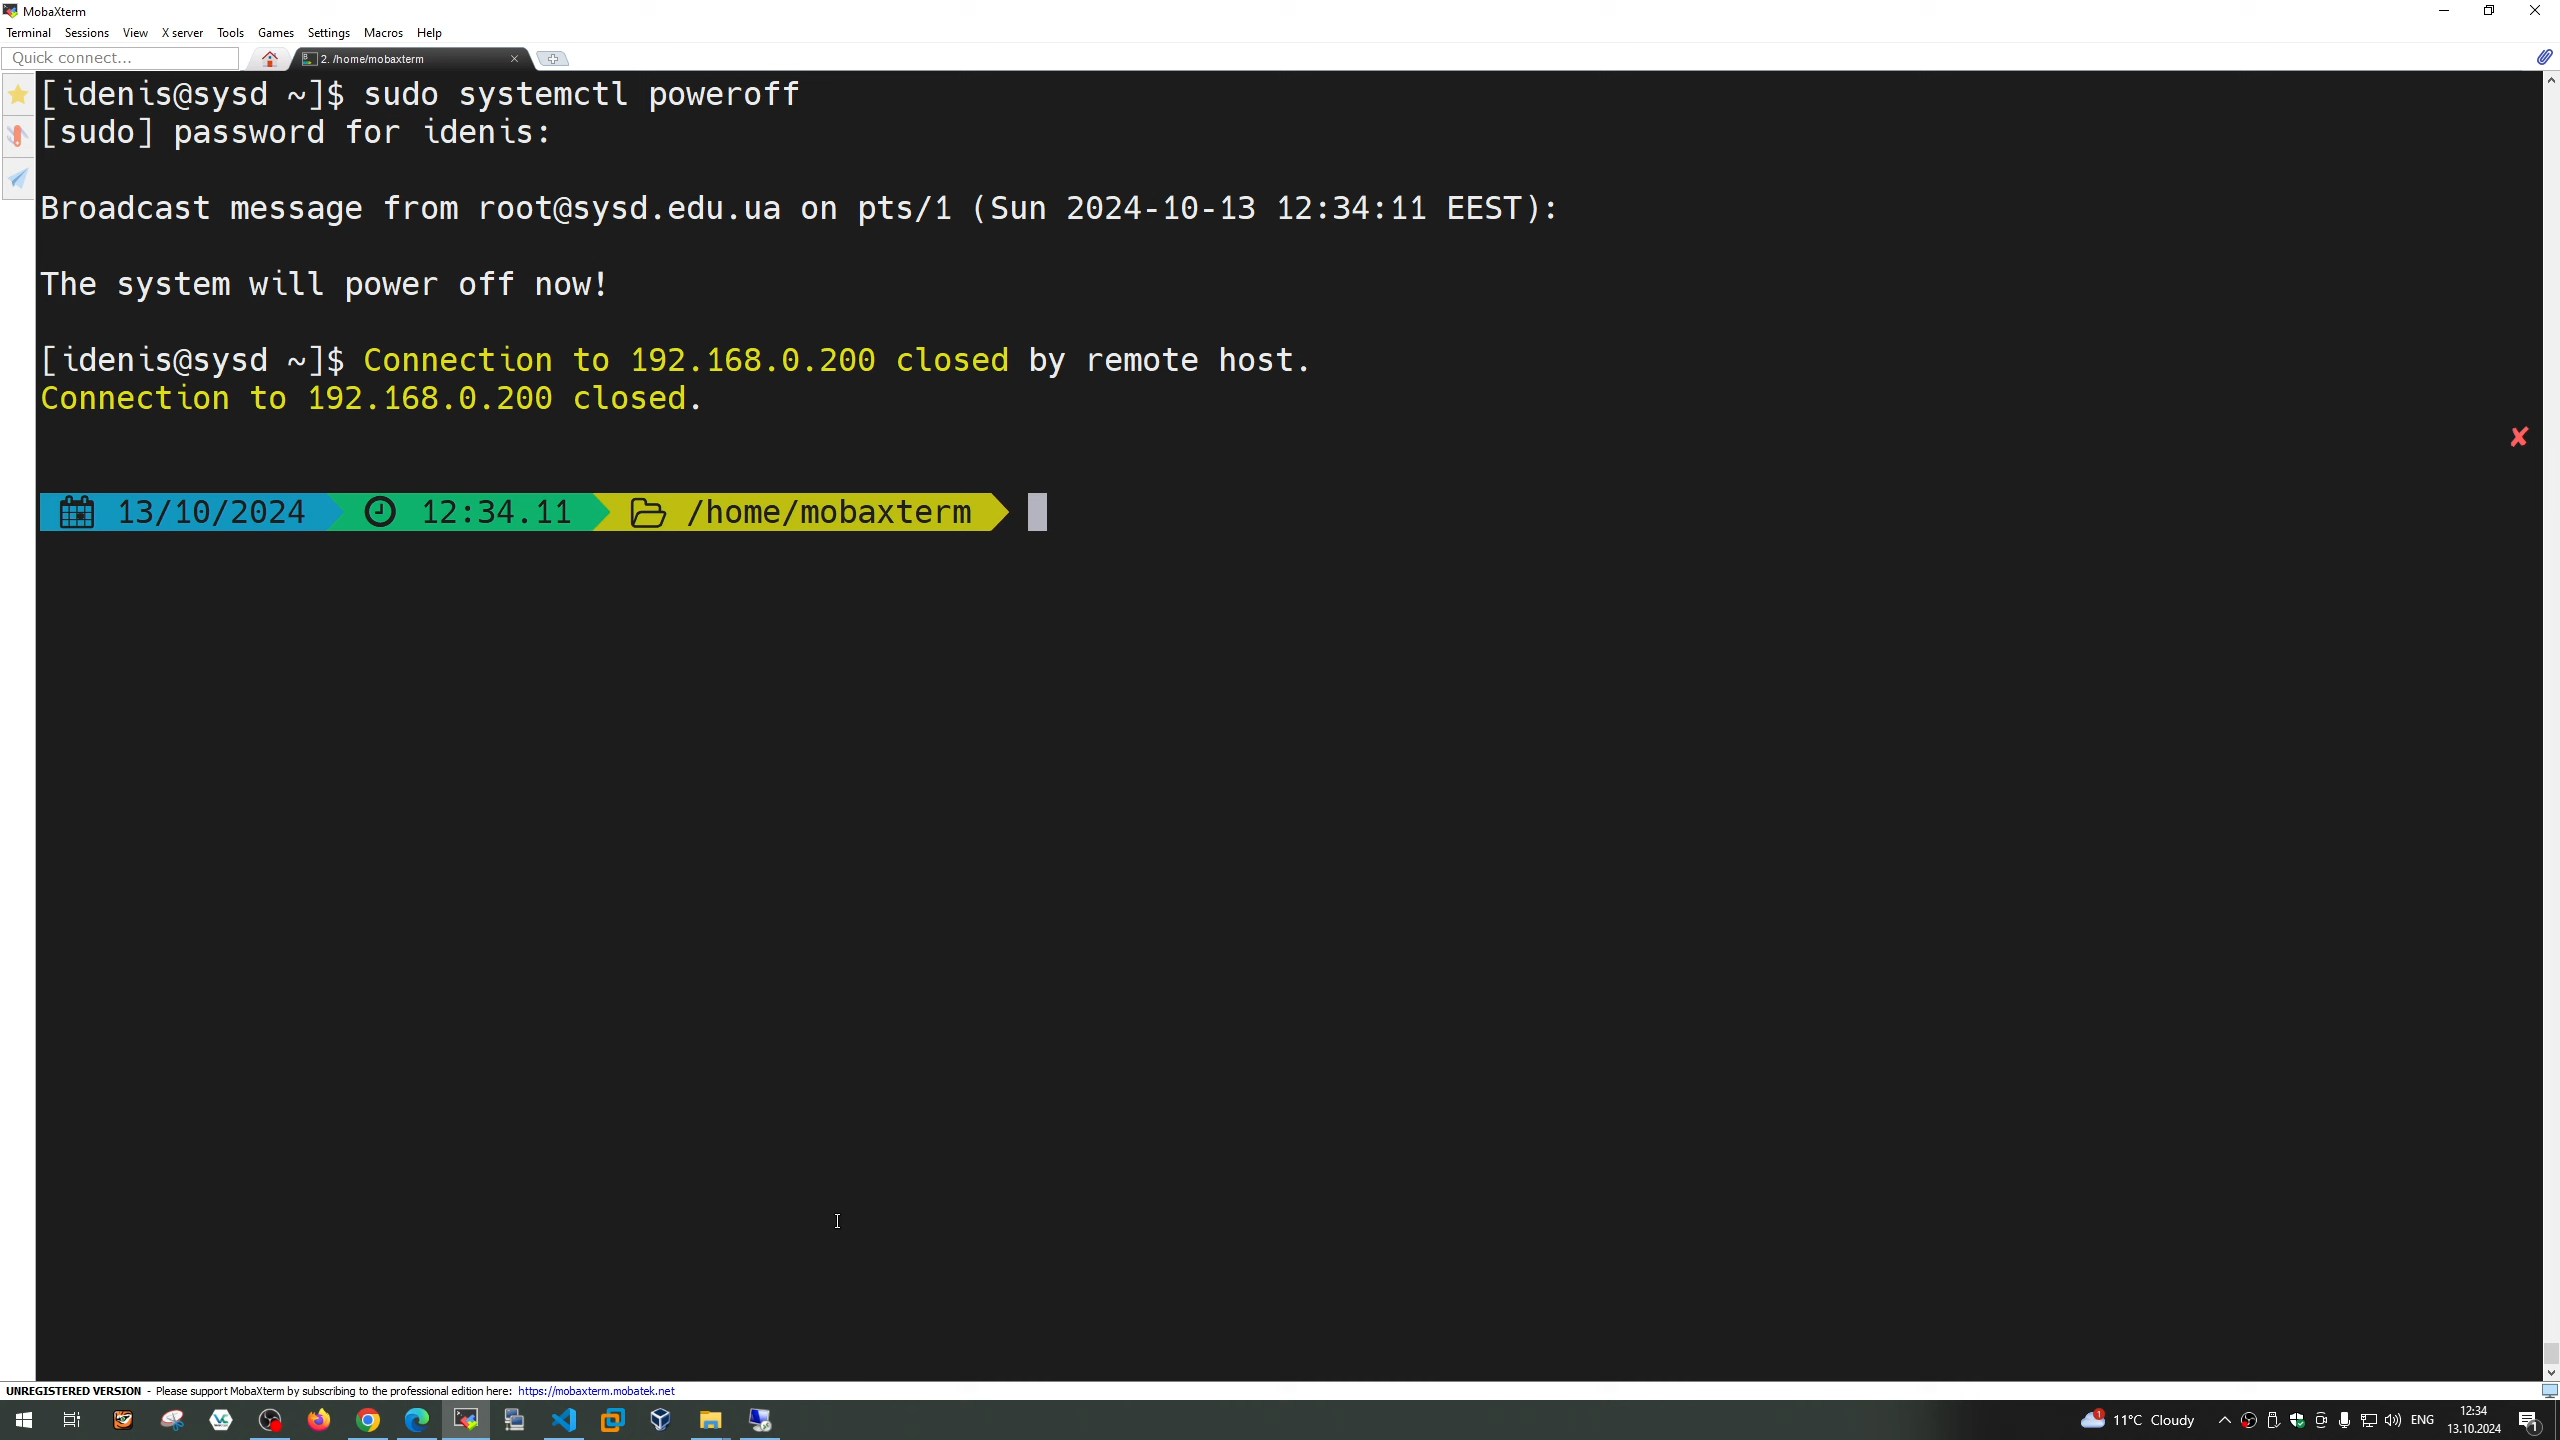 MobaXterm
Terminal Sessions View X server Tools Games Settings Macros Help
Quick connect...
2. /home/mobaxterm
[idenis@sysd ~]$ sudo systemctl poweroff
[sudo] password for idenis:
Broadcast message from root@sysd.edu.ua on pts/1 (Sun 2024-10-13 12:34:11 EEST):
The system will power off now!
[idenis@sysd ~]$ Connection to 192.168.0.200 closed by remote host.
Connection to 192.168.0.200 closed.
13/10/2024 12:34.11 /home/mobaxterm
UNREGISTERED VERSION - Please support MobaXterm by subscribing to the professional edition here: https://mobaxterm.mobatek.net
1 11°C Cloudy ENG 12:34
13.10.2024 1